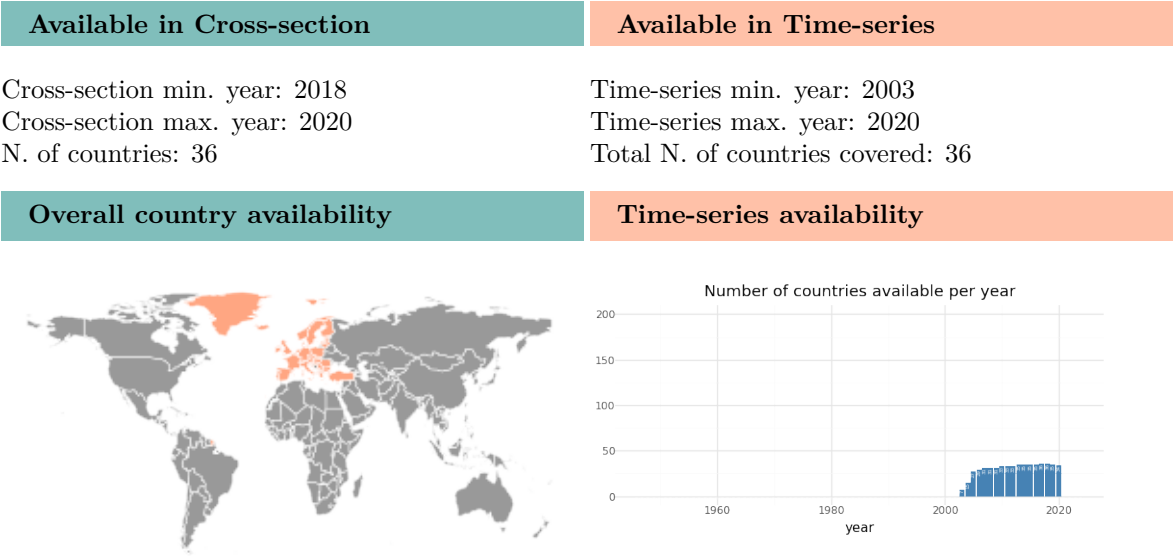 Available in Cross-section
Available in Time-series
Cross-section min. year: 2018
Cross-section max. year: 2020
N. of countries: 36
Time-series min. year: 2003
Time-series max. year: 2020
Total N. of countries covered: 36
Overall country availability
Time-series availability
Number of countries available per year
200
150
100
50
0
1960
1980
2000
2020
year